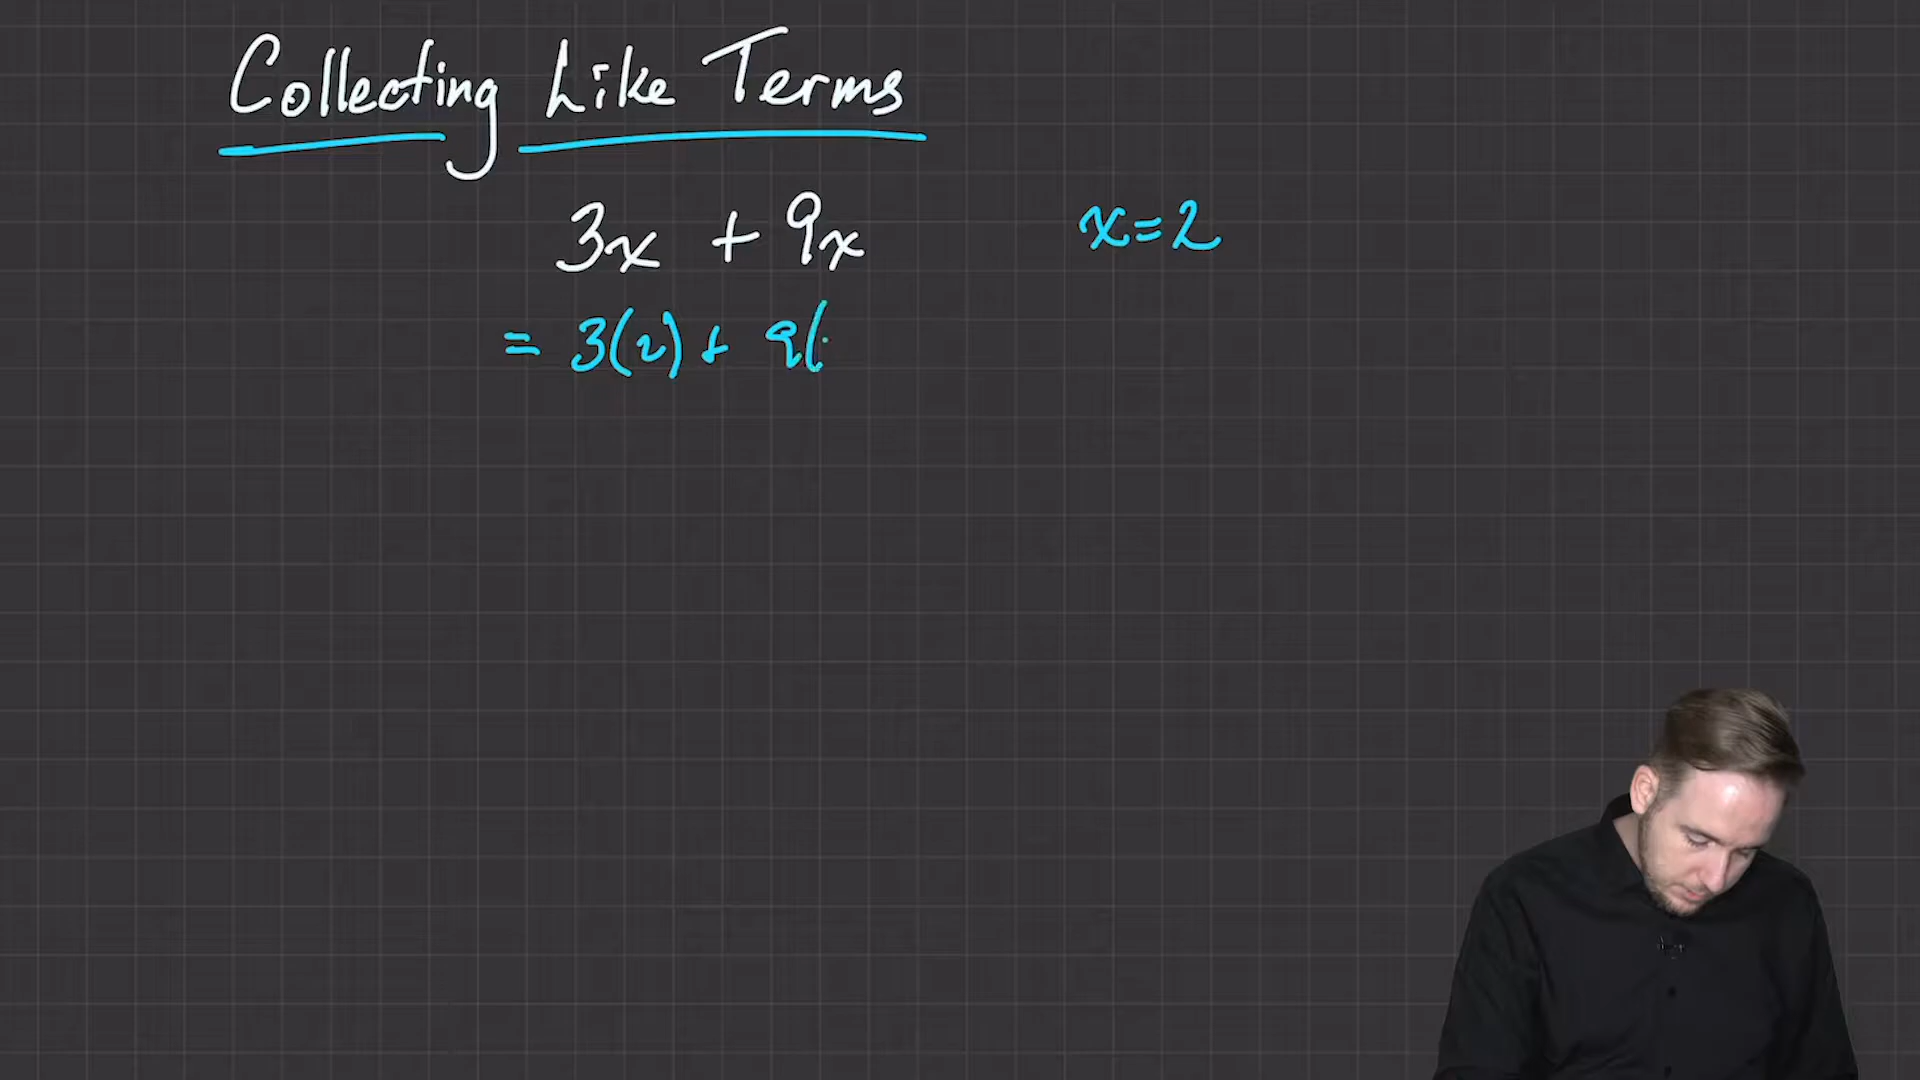 Collecting Like Terms
3x + 9x
x=2
= 3(2) + 9(